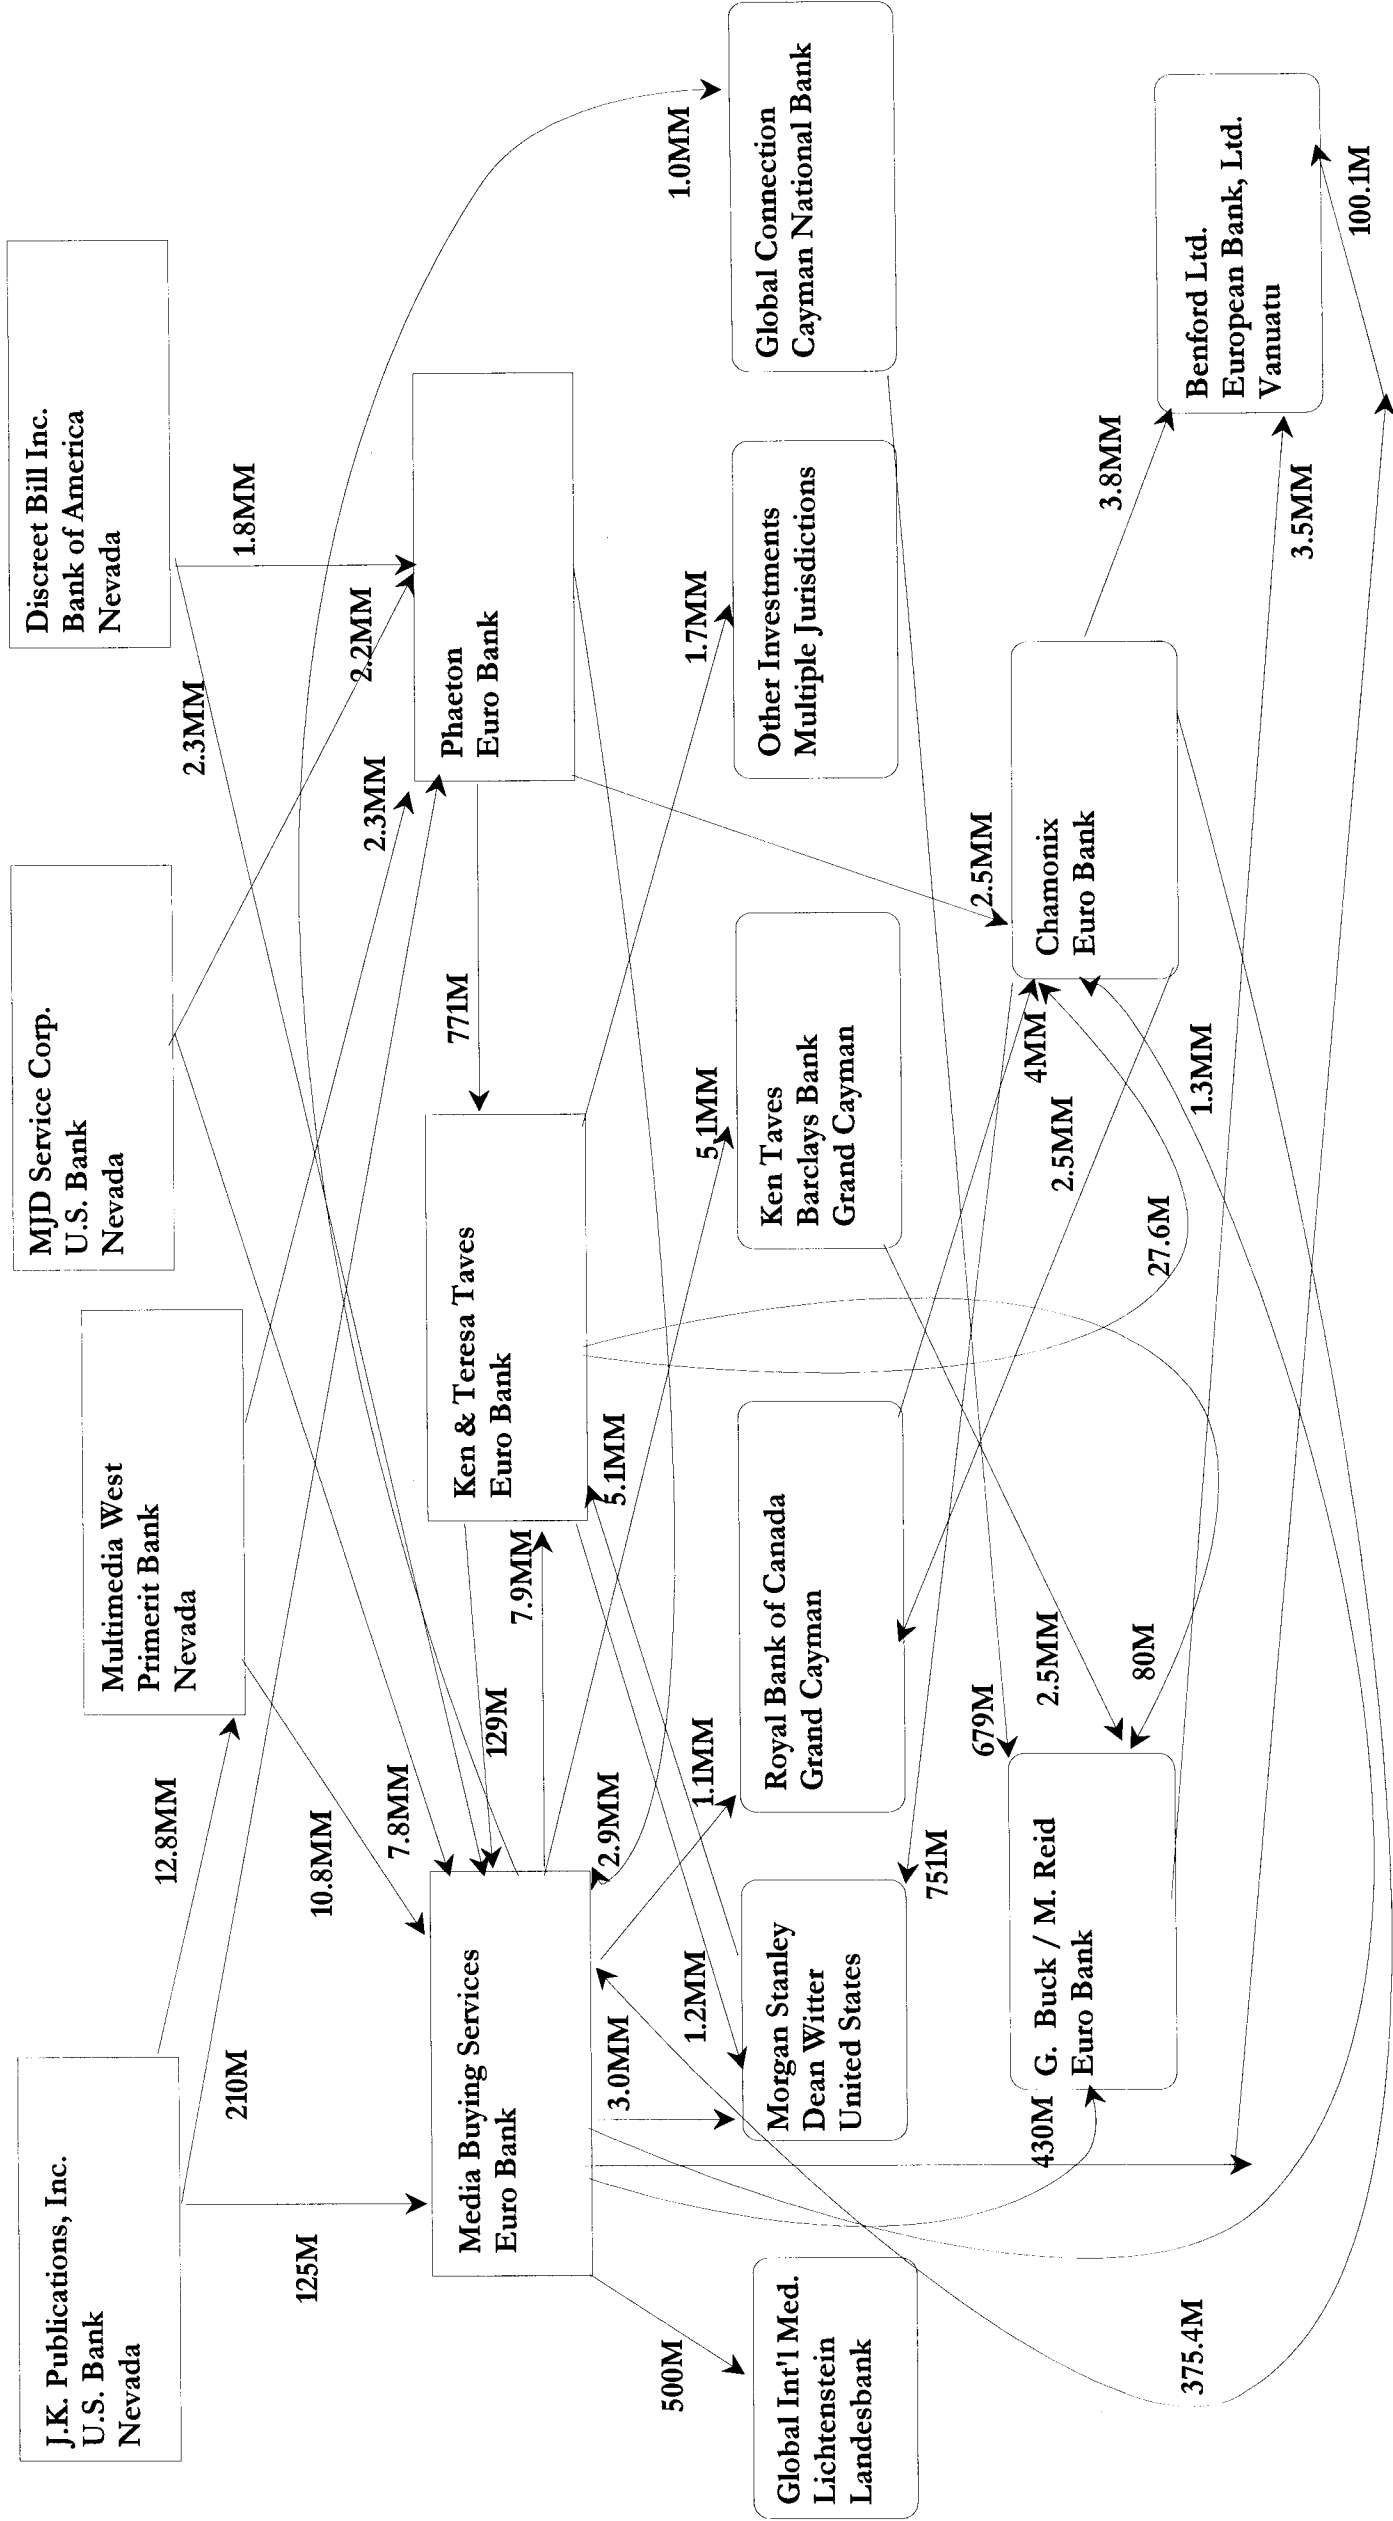 J.K. Publications, Inc.
U.S. Bank
Nevada
Multimedia West
Primerit Bank
Nevada
MJD Service Corp.
U.S. Bank
Nevada
Discreet Bill Inc.
Bank of America
Nevada
12.8MM
210M
125M
10.8MM
7.8MM
2.3MM
1.8MM
2.2MM
2.3MM
Media Buying Services
Euro Bank
Ken & Teresa Taves
Euro Bank
Phaeton
Euro Bank
771M
129M
7.9MM
5.1MM
2.9MM
500M
3.0MM
1.2MM
1.1MM
5.1MM
1.7MM
1.0MM
Global Int'l Med.
Lichtenstein
Landesbank
Morgan Stanley
Dean Witter
United States
Royal Bank of Canada
Grand Cayman
Ken Taves
Barclays Bank
Grand Cayman
Other Investments
Multiple Jurisdictions
Global Connection
Cayman National Bank
751M
679M
2.5MM
4MM
2.5MM
2.5MM
430M
G. Buck / M. Reid
Euro Bank
80M
27.6M
1.3MM
Chamonix
Euro Bank
3.8MM
Benford Ltd.
European Bank, Ltd.
Vanuatu
375.4M
3.5MM
100.1M